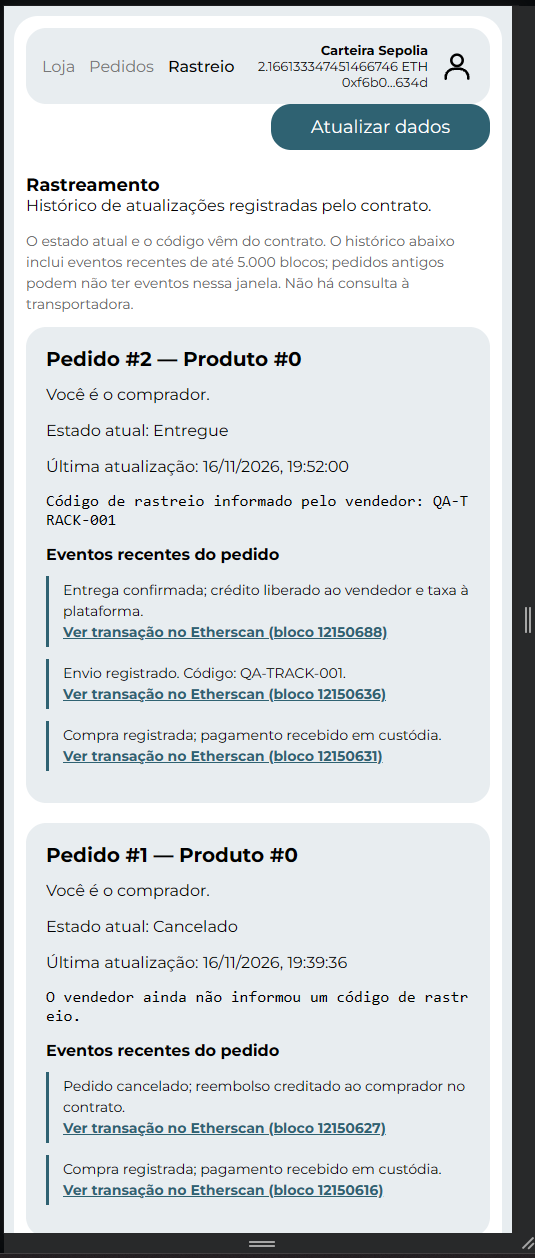 Loja Pedidos Rastreio
Carteira Sepolia
2.166133347451466746 ETH
0xf6b0...634d
Atualizar dados
Rastreamento
Histórico de atualizações registradas pelo contrato.
O estado atual e o código vêm do contrato. O histórico abaixo
inclui eventos recentes de até 5.000 blocos; pedidos antigos
podem não ter eventos nessa janela. Não há consulta à
transportadora.
Pedido #2 — Produto #0
Você é o comprador.
Estado atual: Entregue
Última atualização: 16/11/2026, 19:52:00
Código de rastreio informado pelo vendedor: QA-T
RACK-001
Eventos recentes do pedido
Entrega confirmada; crédito liberado ao vendedor e taxa à
plataforma.
Ver transação no Etherscan (bloco 12150688)
Envio registrado. Código: QA-TRACK-001.
Ver transação no Etherscan (bloco 12150636)
Compra registrada; pagamento recebido em custódia.
Ver transação no Etherscan (bloco 12150631)
Pedido #1 — Produto #0
Você é o comprador.
Estado atual: Cancelado
Última atualização: 16/11/2026, 19:39:36
O vendedor ainda não informou um código de rastr
eio.
Eventos recentes do pedido
Pedido cancelado; reembolso creditado ao comprador no
contrato.
Ver transação no Etherscan (bloco 12150627)
Compra registrada; pagamento recebido em custódia.
Ver transação no Etherscan (bloco 12150616)